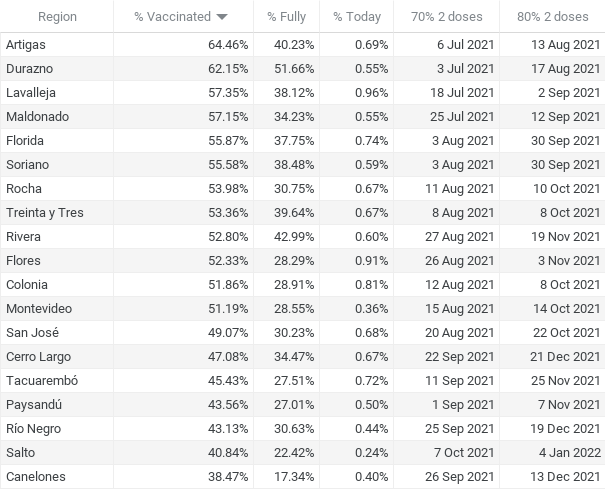 Region % Vaccinated % Fully % Today 70% 2 doses 80% 2 doses
Artigas 64.46% 40.23% 0.69% 6 Jul 2021 13 Aug 2021
Durazno 62.15% 51.66% 0.55% 3 Jul 2021 17 Aug 2021
Lavalleja 57.35% 38.12% 0.96% 18 Jul 2021 2 Sep 2021
Maldonado 57.15% 34.23% 0.55% 25 Jul 2021 12 Sep 2021
Florida 55.87% 37.75% 0.74% 3 Aug 2021 30 Sep 2021
Soriano 55.58% 38.48% 0.59% 3 Aug 2021 30 Sep 2021
Rocha 53.98% 30.75% 0.67% 11 Aug 2021 10 Oct 2021
Treinta y Tres 53.36% 39.64% 0.67% 8 Aug 2021 8 Oct 2021
Rivera 52.80% 42.99% 0.60% 27 Aug 2021 19 Nov 2021
Flores 52.33% 28.29% 0.91% 26 Aug 2021 3 Nov 2021
Colonia 51.86% 28.91% 0.81% 12 Aug 2021 8 Oct 2021
Montevideo 51.19% 28.55% 0.36% 15 Aug 2021 14 Oct 2021
San José 49.07% 30.23% 0.68% 20 Aug 2021 22 Oct 2021
Cerro Largo 47.08% 34.47% 0.67% 22 Sep 2021 21 Dec 2021
Tacuarembó 45.43% 27.51% 0.72% 11 Sep 2021 25 Nov 2021
Paysandú 43.56% 27.01% 0.50% 1 Sep 2021 7 Nov 2021
Río Negro 43.13% 30.63% 0.44% 25 Sep 2021 19 Dec 2021
Salto 40.84% 22.42% 0.24% 7 Oct 2021 4 Jan 2022
Canelones 38.47% 17.34% 0.40% 26 Sep 2021 13 Dec 2021